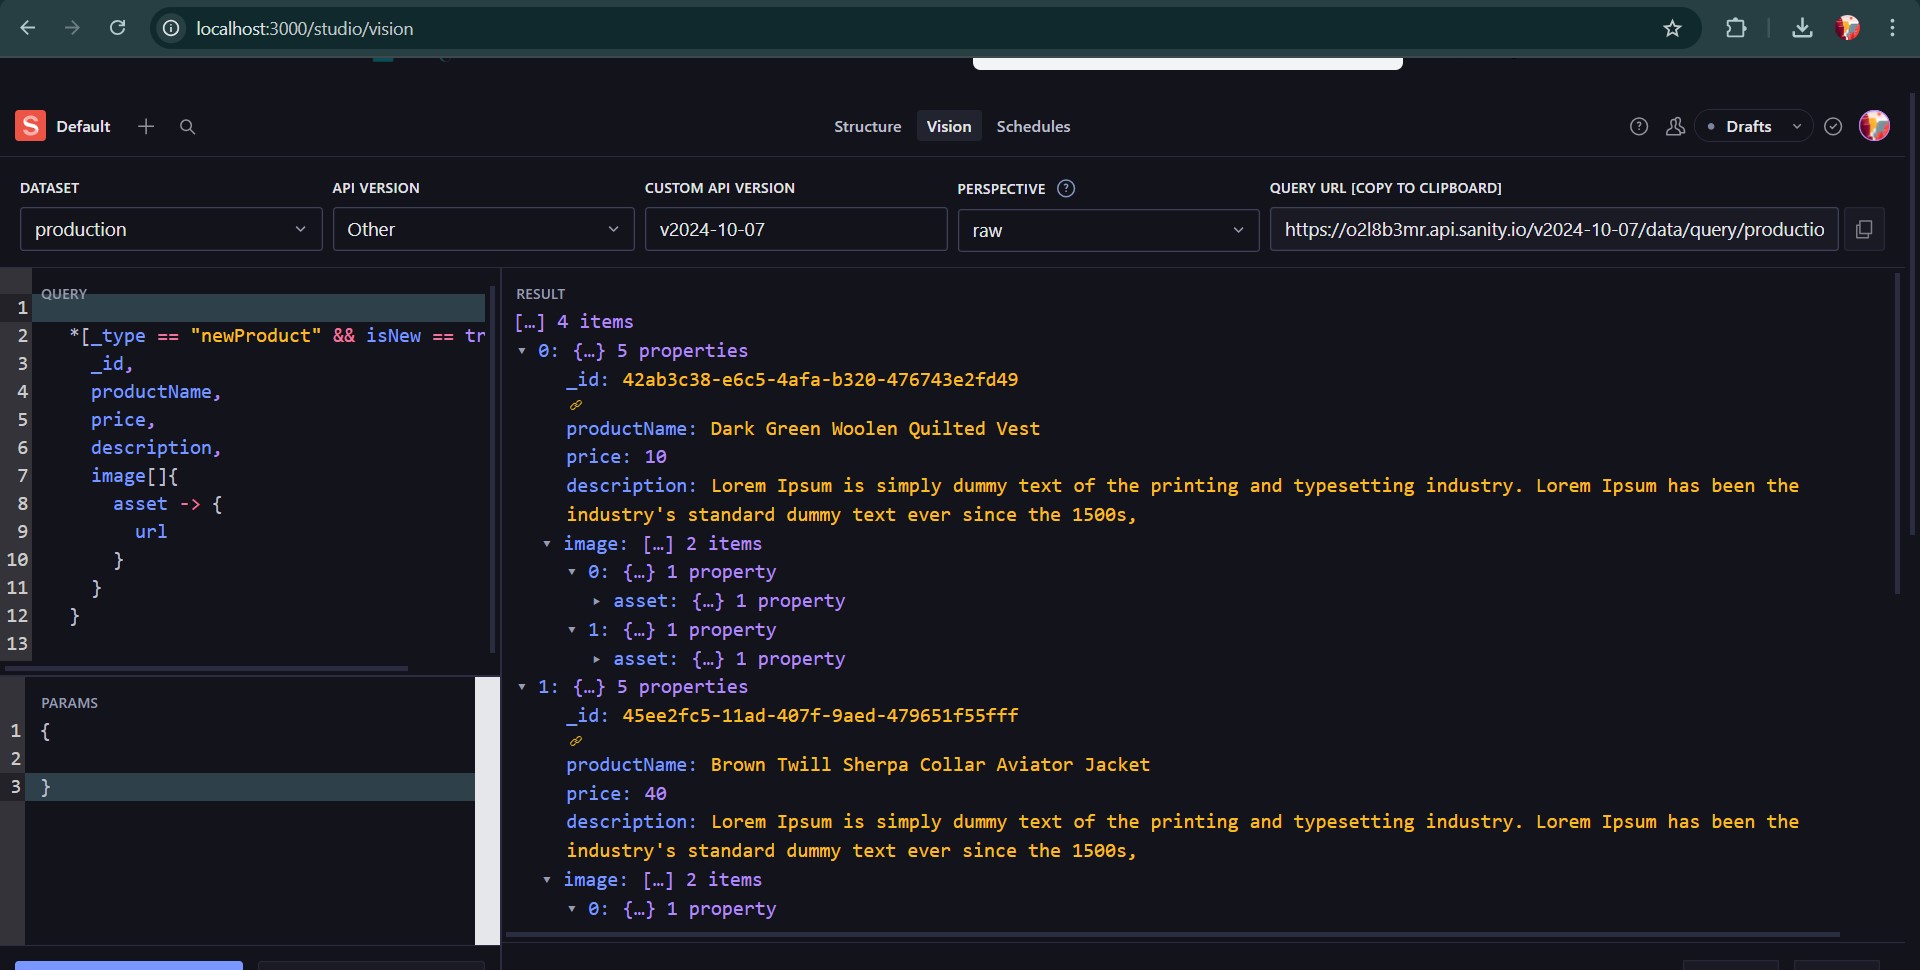 localhost:3000/studio/vision
S Default
Structure Vision Schedules
Drafts
DATASET
production
API VERSION
Other
CUSTOM API VERSION
v2024-10-07
PERSPECTIVE
raw
QUERY URL [COPY TO CLIPBOARD]
https://o2l8b3mr.api.sanity.io/v2024-10-07/data/query/productio
QUERY
1
2 *[_type == "newProduct" && isNew == tr
3 _id,
4 productName,
5 price,
6 description,
7 image[]{
8 asset -> {
9 url
10 }
11 }
12 }
13
PARAMS
1 {
2
3 }
RESULT
[…] 4 items
0: {…} 5 properties
_id: 42ab3c38-e6c5-4afa-b320-476743e2fd49
productName: Dark Green Woolen Quilted Vest
price: 10
description: Lorem Ipsum is simply dummy text of the printing and typesetting industry. Lorem Ipsum has been the
industry's standard dummy text ever since the 1500s,
image: […] 2 items
0: {…} 1 property
asset: {…} 1 property
1: {…} 1 property
asset: {…} 1 property
1: {…} 5 properties
_id: 45ee2fc5-11ad-407f-9aed-479651f55fff
productName: Brown Twill Sherpa Collar Aviator Jacket
price: 40
description: Lorem Ipsum is simply dummy text of the printing and typesetting industry. Lorem Ipsum has been the
industry's standard dummy text ever since the 1500s,
image: […] 2 items
0: {…} 1 property